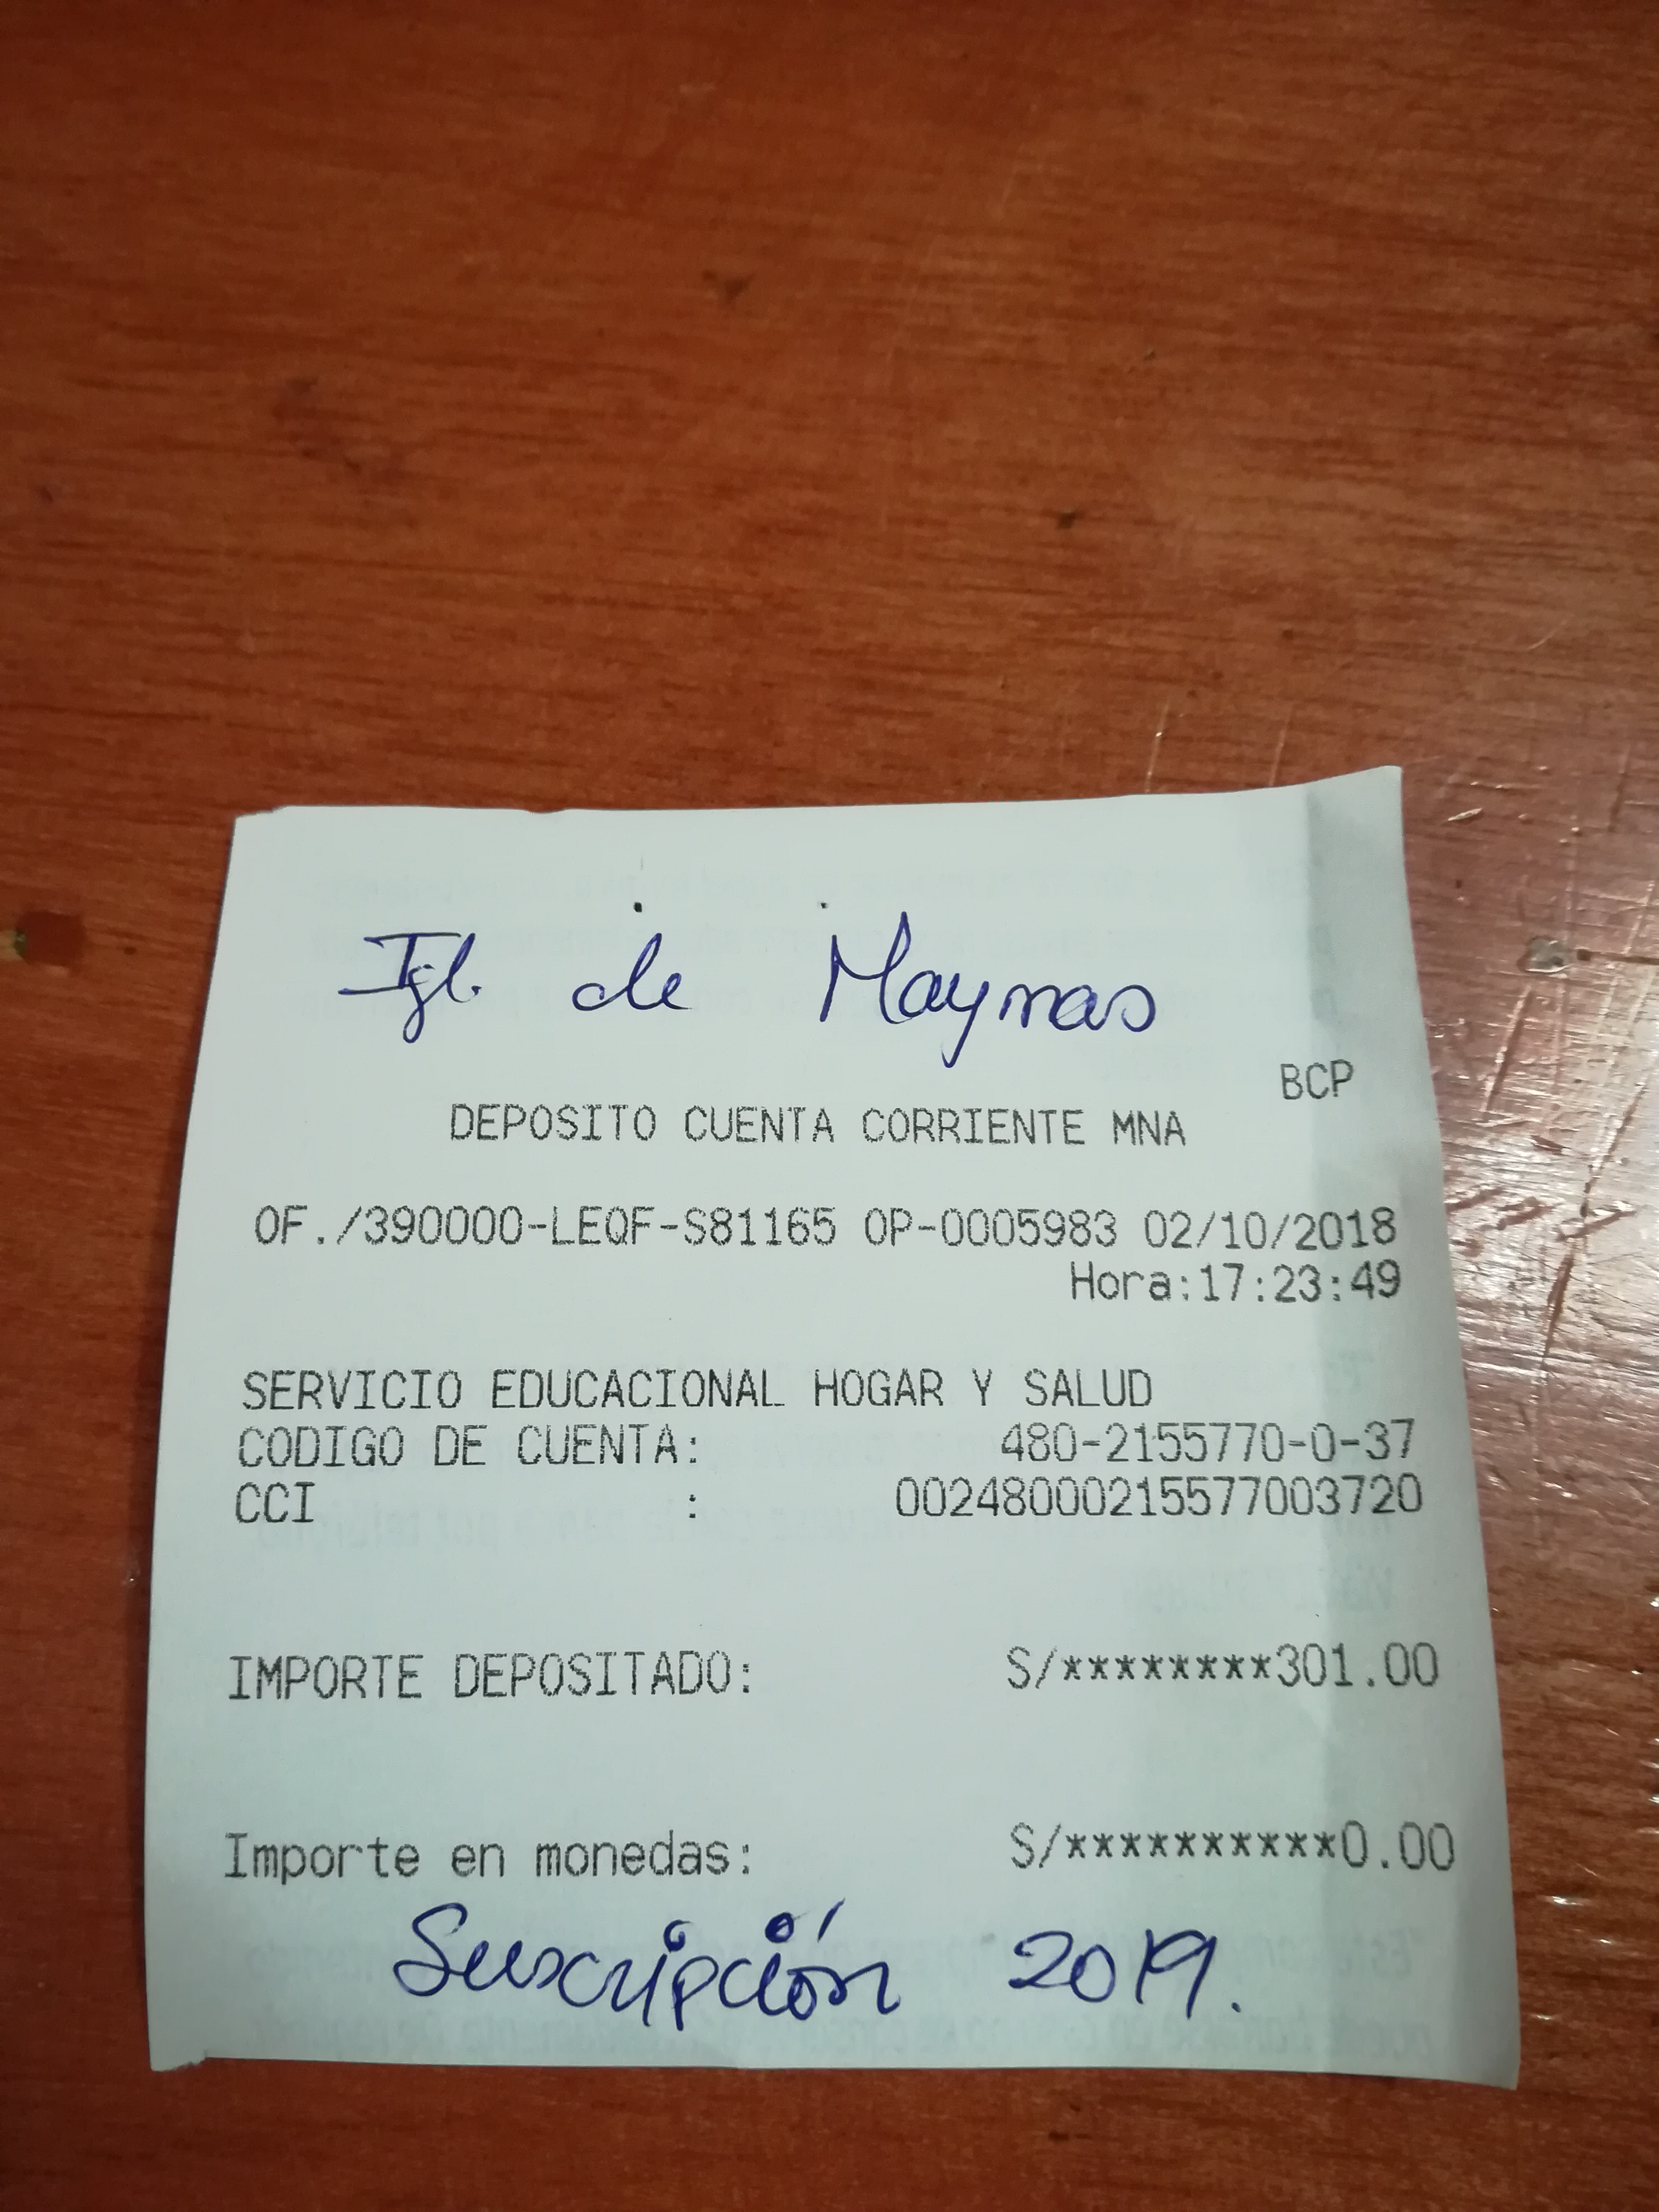 Igl. de Maynas
BCP
DEPOSITO CUENTA CORRIENTE MNA
OF./390000-LEQF-S81165 OP-0005983 02/10/2018
Hora:17:23:49
SERVICIO EDUCACIONAL HOGAR Y SALUD
CODIGO DE CUENTA: 480-2155770-0-37
CCI : 00248000215577003720
IMPORTE DEPOSITADO: S/********301.00
Importe en monedas: S/**********0.00
Suscripción 2019.